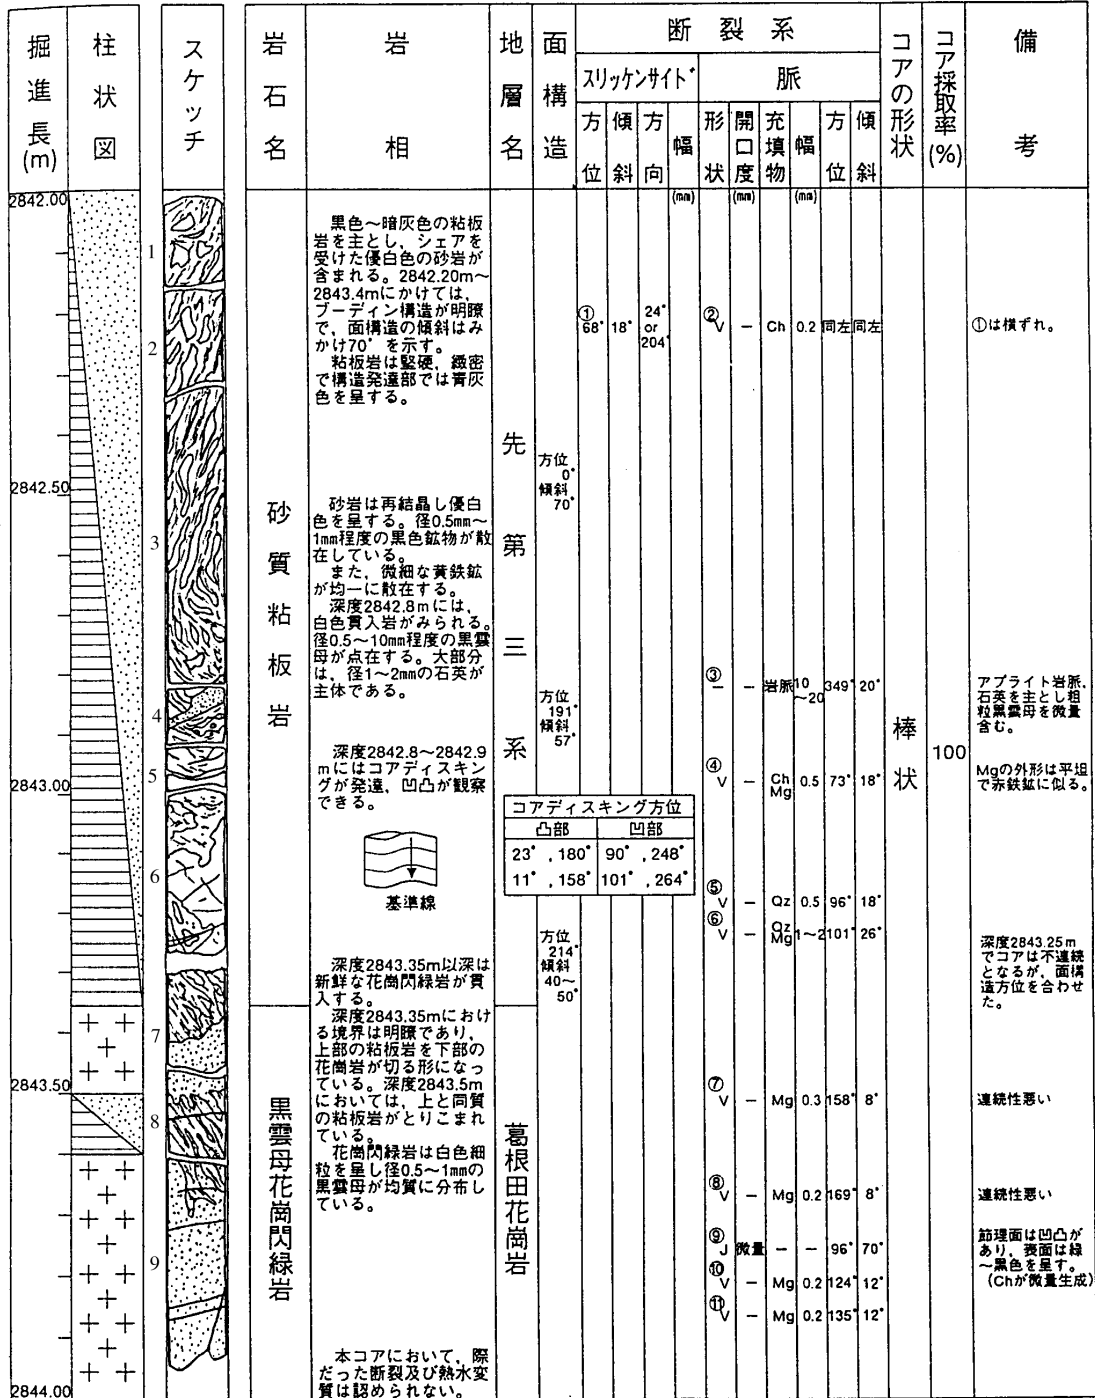 掘進長(m)
柱状図
スケッチ
岩石名
岩相
地層名
面構造
断裂系
スリッケンサイド
方位
傾斜
方向
幅
(mm)
脈
形状
開口度
(mm)
充填物
幅
(mm)
方位
傾斜
コアの形状
コア採取率(%)
備考
2842.00
2842.50
2843.00
2843.50
2844.00
1
2
3
4
5
6
7
8
9
砂質粘板岩
黒雲母花崗閃緑岩
黒色〜暗灰色の粘板
岩を主とし，シェアを
受けた優白色の砂岩が
含まれる。2842.20m〜
2843.4mにかけては，
ブーディン構造が明瞭
で，面構造の傾斜はみ
かけ70°を示す。
粘板岩は堅硬，緻密
で構造発達部では青灰
色を呈する。
砂岩は再結晶し優白
色を呈する。径0.5mm〜
1mm程度の黒色鉱物が散
在している。
また，微細な黄鉄鉱
が均一に散在する。
深度2842.8mには，
白色貫入岩がみられる。
径0.5〜10mm程度の黒雲
母が点在する。大部分
は，径1〜2mmの石英が
主体である。
深度2842.8〜2842.9
mにはコアディスキン
グが発達，凹凸が観察
できる。
基準線
深度2843.35m以深は
新鮮な花崗閃緑岩が貫
入する。
深度2843.35mにおけ
る境界は明瞭であり，
上部の粘板岩を下部の
花崗岩が切る形になっ
ている。深度2843.5m
においては，上と同質
の粘板岩がとりこまれ
ている。
花崗閃緑岩は白色細
粒を呈し径0.5〜1mmの
黒雲母が均質に分布し
ている。
本コアにおいて，際
だった断裂及び熱水変
質は認められない。
先第三系
葛根田花崗岩
方位
0°
傾斜
70°
方位
191°
傾斜
57°
方位
214°
傾斜
40〜
50°
コアディスキング方位
凸部 凹部
23°,180° 90°,248°
11°,158° 101°,264°
① 68° 18° 24° or 204°
② V — Ch 0.2 同左 同左
③ — — 岩脈 10〜20 349° 20°
④ V — Ch Mg 0.5 73° 18°
⑤ V — Qz 0.5 96° 18°
⑥ V — Qz Mg 1〜2 101° 26°
⑦ V — Mg 0.3 158° 8°
⑧ V — Mg 0.2 169° 8°
⑨ J 微量 — — 96° 70°
⑩ V — Mg 0.2 124° 12°
⑪ V — Mg 0.2 135° 12°
棒状
100
①は横ずれ。
アプライト岩脈，
石英を主とし粗
粒黒雲母を微量
含む。
Mgの外形は平坦
で赤鉄鉱に似る。
深度2843.25m
でコアは不連続
となるが，面構
造方位を合わせ
た。
連続性悪い
連続性悪い
節理面は凹凸が
あり，表面は緑
〜黒色を呈す。
(Chが微量生成)